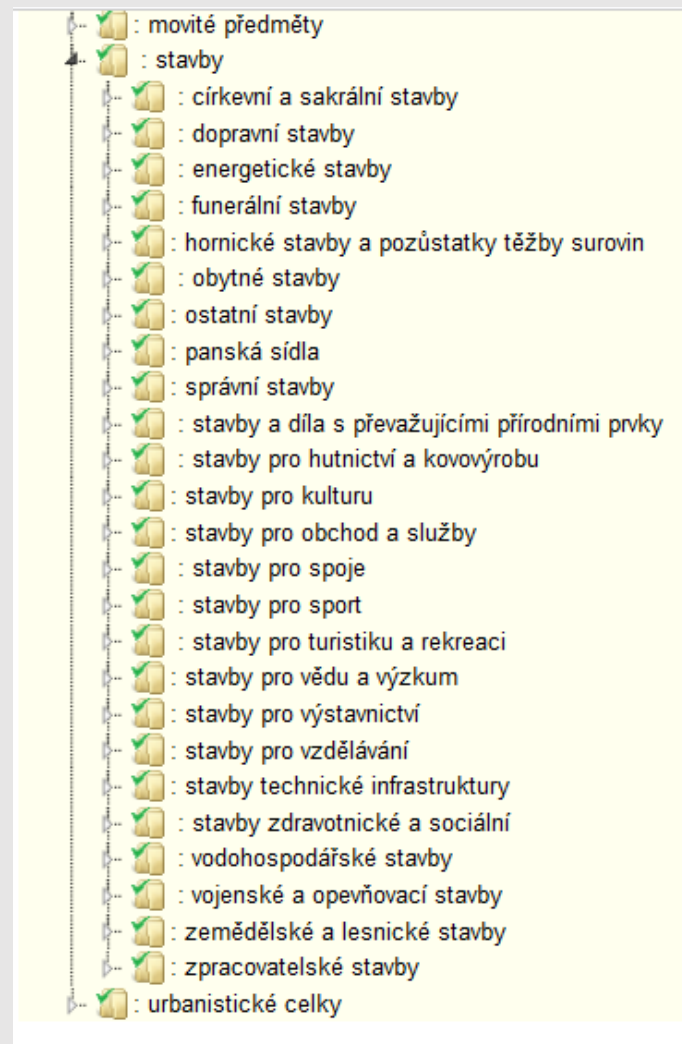 : movité předměty
: stavby
: církevní a sakrální stavby
: dopravní stavby
: energetické stavby
: funerální stavby
: hornické stavby a pozůstatky těžby surovin
: obytné stavby
: ostatní stavby
: panská sídla
: správní stavby
: stavby a díla s převažujícími přírodními prvky
: stavby pro hutnictví a kovovýrobu
: stavby pro kulturu
: stavby pro obchod a služby
: stavby pro spoje
: stavby pro sport
: stavby pro turistiku a rekreaci
: stavby pro vědu a výzkum
: stavby pro výstavnictví
: stavby pro vzdělávání
: stavby technické infrastruktury
: stavby zdravotnické a sociální
: vodohospodářské stavby
: vojenské a opevňovací stavby
: zemědělské a lesnické stavby
: zpracovatelské stavby
: urbanistické celky